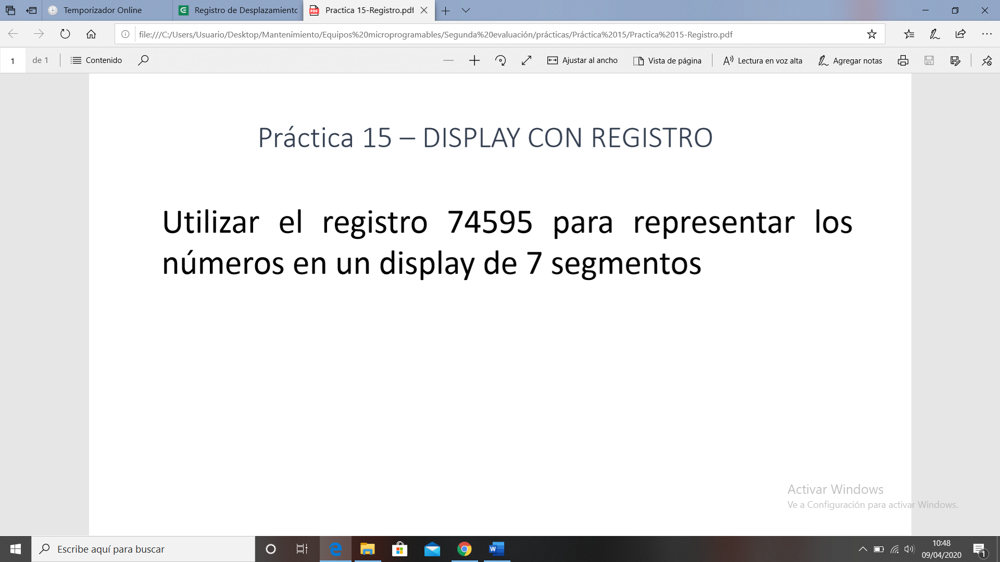 Temporizador Online
Registro de Desplazamiento
Practica 15-Registro.pdf
file:///C:/Users/Usuario/Desktop/Mantenimiento/Equipos%20microprogramables/Segunda%20evaluación/prácticas/Práctica%2015/Practica%2015-Registro.pdf
1 de 1 Contenido Ajustar al ancho Vista de página Lectura en voz alta Agregar notas
Práctica 15 – DISPLAY CON REGISTRO
Utilizar el registro 74595 para representar los
números en un display de 7 segmentos
Activar Windows
Ve a Configuración para activar Windows.
Escribe aquí para buscar
10:48
09/04/2020
1